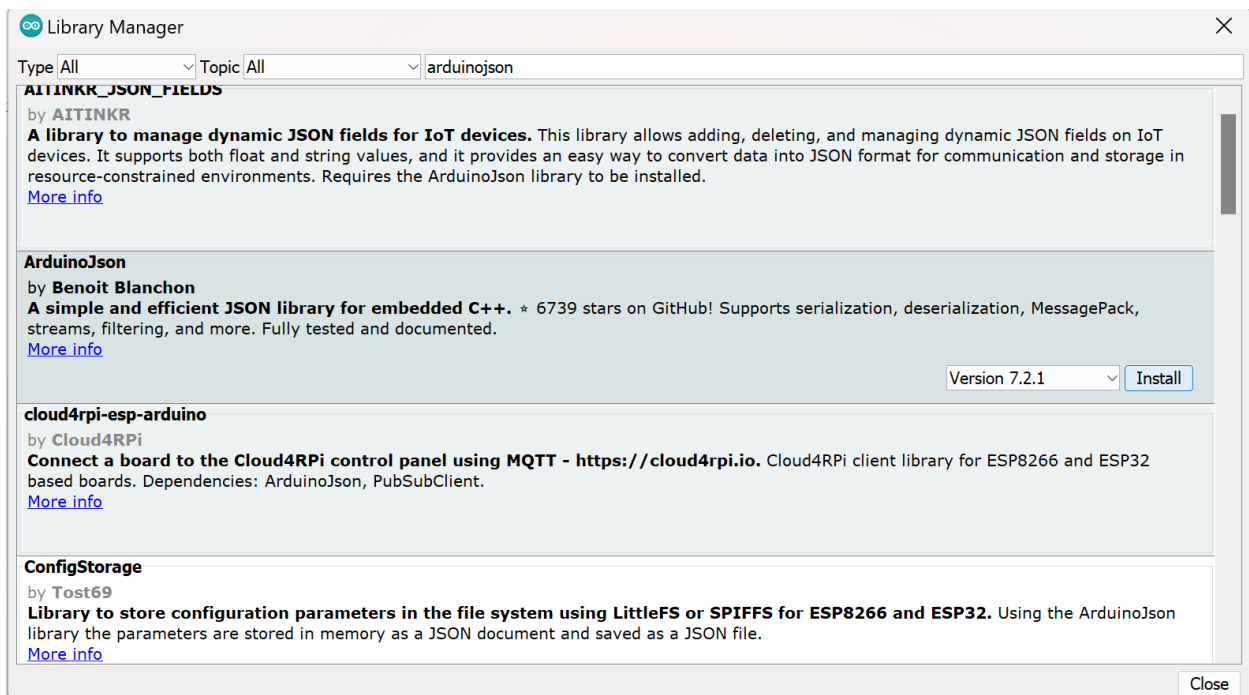 Library Manager
Type All Topic All arduinojson
AITINKR_JSON_FIELDS
by AITINKR
A library to manage dynamic JSON fields for IoT devices. This library allows adding, deleting, and managing dynamic JSON fields on IoT
devices. It supports both float and string values, and it provides an easy way to convert data into JSON format for communication and storage in
resource-constrained environments. Requires the ArduinoJson library to be installed.
More info
ArduinoJson
by Benoit Blanchon
A simple and efficient JSON library for embedded C++. ⭐ 6739 stars on GitHub! Supports serialization, deserialization, MessagePack,
streams, filtering, and more. Fully tested and documented.
More info
Version 7.2.1 Install
cloud4rpi-esp-arduino
by Cloud4RPi
Connect a board to the Cloud4RPi control panel using MQTT - https://cloud4rpi.io. Cloud4RPi client library for ESP8266 and ESP32
based boards. Dependencies: ArduinoJson, PubSubClient.
More info
ConfigStorage
by Tost69
Library to store configuration parameters in the file system using LittleFS or SPIFFS for ESP8266 and ESP32. Using the ArduinoJson
library the parameters are stored in memory as a JSON document and saved as a JSON file.
More info
Close